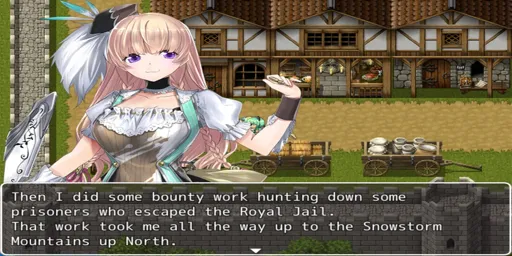 Then I did some bounty work hunting down some
prisoners who escaped the Royal Jail.
That work took me all the way up to the Snowstorm
Mountains up North.